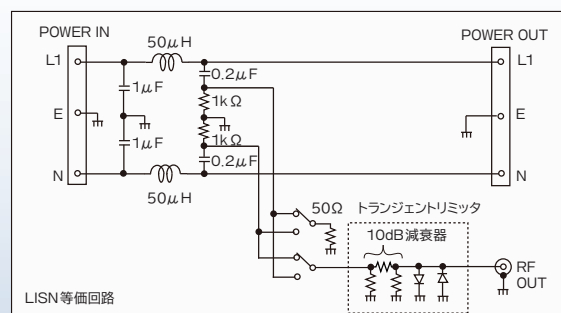 POWER IN
50μH
POWER OUT
L1
0.2μF
L1
1μF
1kΩ
E
E
1μF
1kΩ
0.2μF
N
N
50μH
50Ω
トランジェントリミッタ
10dB減衰器
RF
OUT
LISN等価回路